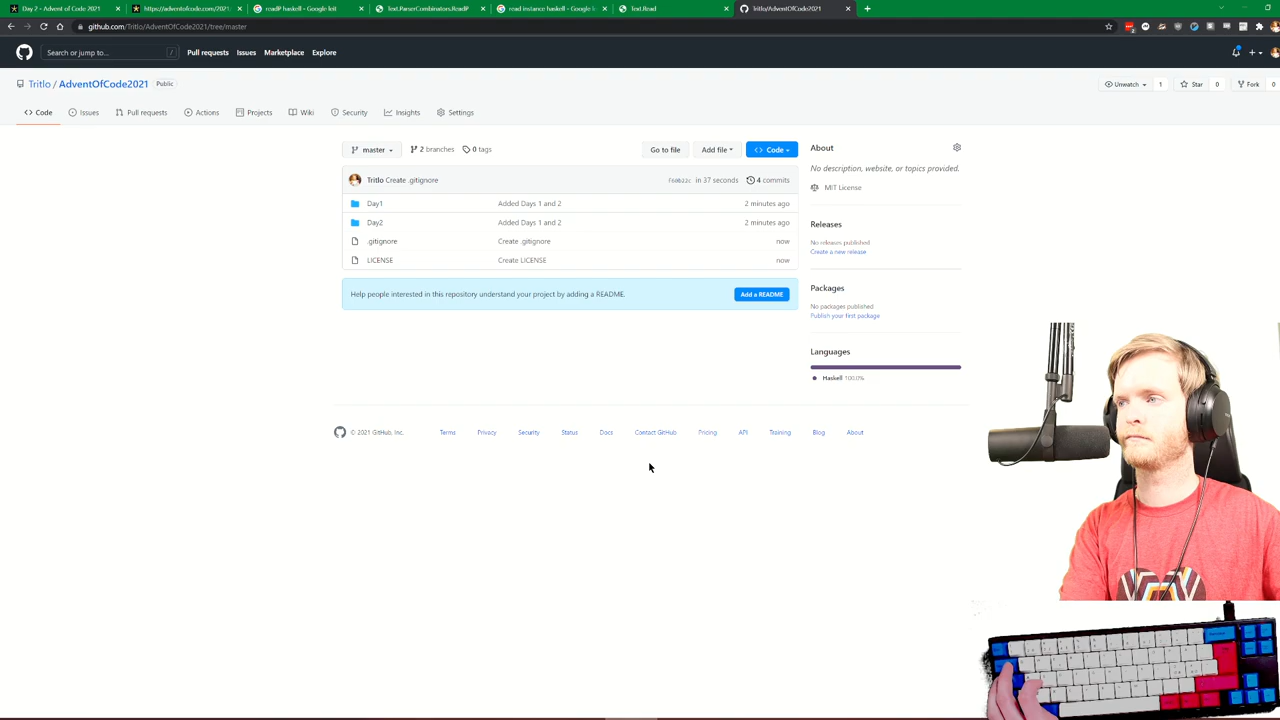 Day 2 - Advent of Code 2021
https://adventofcode.com/2021
readP haskell - Google leit
Text.ParserCombinators.ReadP
read instance haskell - Google l
Text.Read
Tritlo/AdventOfCode2021
github.com/Tritlo/AdventOfCode2021/tree/master
Search or jump to...
/
Pull requests Issues Marketplace Explore
Tritlo / AdventOfCode2021 Public
Unwatch 1 Star 0 Fork 0
Code Issues Pull requests Actions Projects Wiki Security Insights Settings
master 2 branches 0 tags Go to file Add file Code
Tritlo Create .gitignore in 37 seconds 4 commits
Day1 Added Days 1 and 2 2 minutes ago
Day2 Added Days 1 and 2 2 minutes ago
.gitignore Create .gitignore now
LICENSE Create LICENSE now
Help people interested in this repository understand your project by adding a README. Add a README
About
No description, website, or topics provided.
MIT License
Releases
No releases published
Create a new release
Packages
No packages published
Publish your first package
Languages
Haskell 100.0%
© 2021 GitHub, Inc. Terms Privacy Security Status Docs Contact GitHub Pricing API Training Blog About